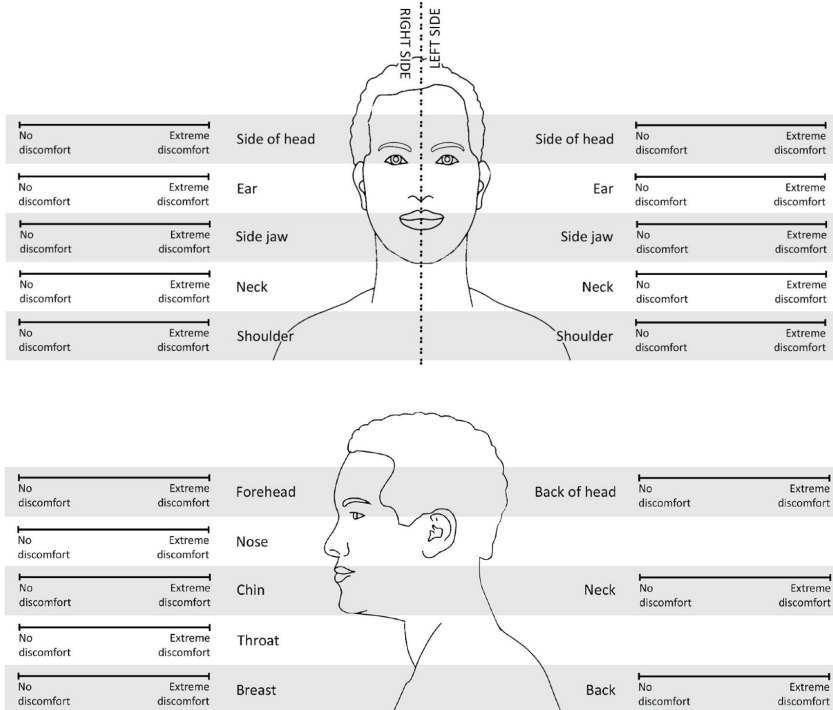 RIGHT SIDE
LEFT SIDE
No discomfort Extreme discomfort Side of head Side of head No discomfort Extreme discomfort
No discomfort Extreme discomfort Ear Ear No discomfort Extreme discomfort
No discomfort Extreme discomfort Side jaw Side jaw No discomfort Extreme discomfort
No discomfort Extreme discomfort Neck Neck No discomfort Extreme discomfort
No discomfort Extreme discomfort Shoulder Shoulder No discomfort Extreme discomfort
No discomfort Extreme discomfort Forehead Back of head No discomfort Extreme discomfort
No discomfort Extreme discomfort Nose
No discomfort Extreme discomfort Chin Neck No discomfort Extreme discomfort
No discomfort Extreme discomfort Throat
No discomfort Extreme discomfort Breast Back No discomfort Extreme discomfort